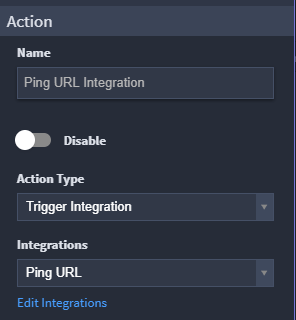 Action
Name
Ping URL Integration
Disable
Action Type
Trigger Integration
Integrations
Ping URL
Edit Integrations